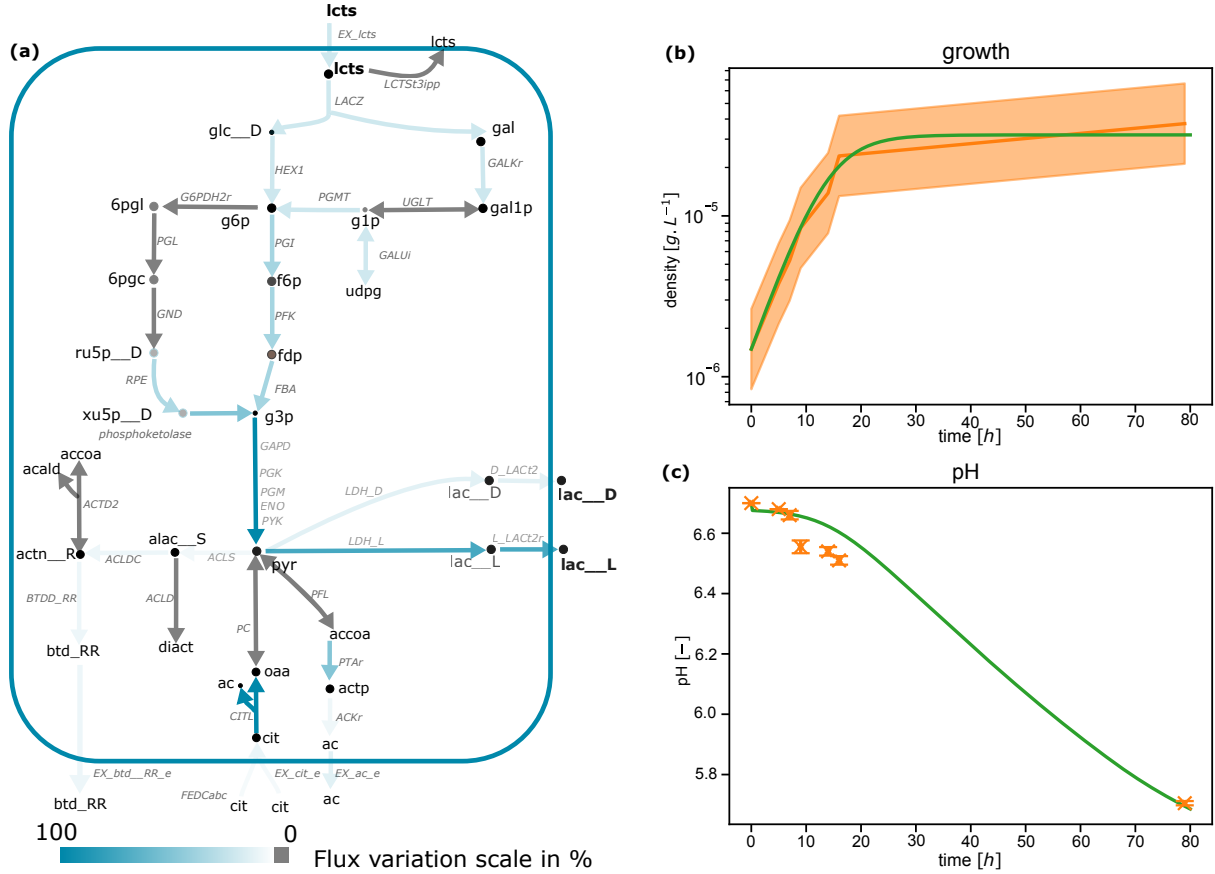 (a)
lcts
EX_lcts
lcts
lcts
LCTSt3ipp
LACZ
glc__D
gal
HEX1
GALKr
6pgl
G6PDH2r
g6p
PGMT
g1p
UGLT
gal1p
PGL
PGI
GALUi
6pgc
f6p
udpg
GND
PFK
ru5p__D
fdp
RPE
FBA
xu5p__D
g3p
phosphoketolase
GAPD
PGK
PGM
ENO
PYK
acald
accoa
ACTD2
LDH_D
lac__D
D_LACt2
lac__D
actn__R
ACLDC
alac__S
ACLS
pyr
LDH_L
lac__L
L_LACt2r
lac__L
BTDD_RR
ACLD
PC
PFL
btd_RR
diact
accoa
oaa
PTAr
ac
actp
CITL
ACKr
cit
ac
EX_btd__RR_e
EX_cit_e
EX_ac_e
FEDCabc
btd_RR
cit
cit
ac
100
0
Flux variation scale in %
(b)
growth
density [g.L⁻¹]
10⁻⁵
10⁻⁶
0 10 20 30 40 50 60 70 80
time [h]
(c)
pH
pH [−]
6.6
6.4
6.2
6.0
5.8
0 10 20 30 40 50 60 70 80
time [h]